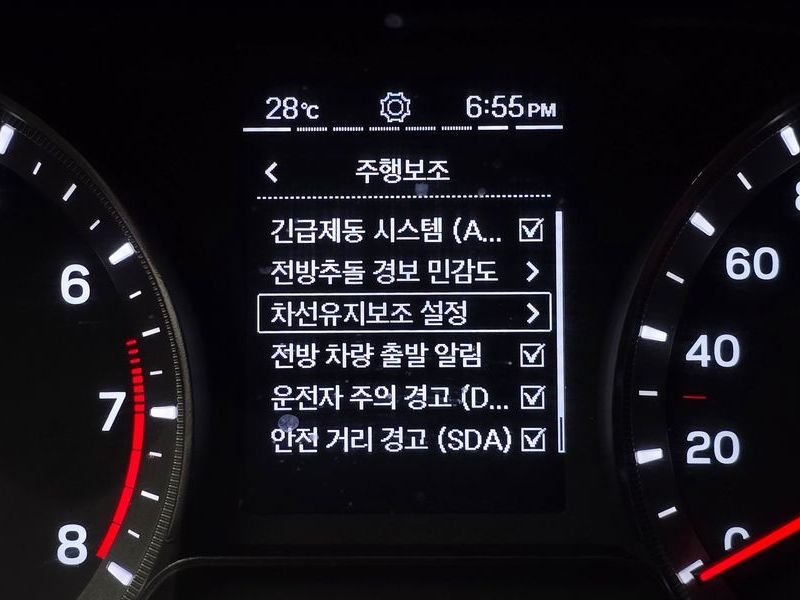 28°C 6:55 PM
< 주행보조
긴급제동 시스템 (A...
전방추돌 경보 민감도 >
차선유지보조 설정 >
전방 차량 출발 알림
운전자 주의 경고 (D...
안전 거리 경고 (SDA)
6
7
8
60
40
20
0